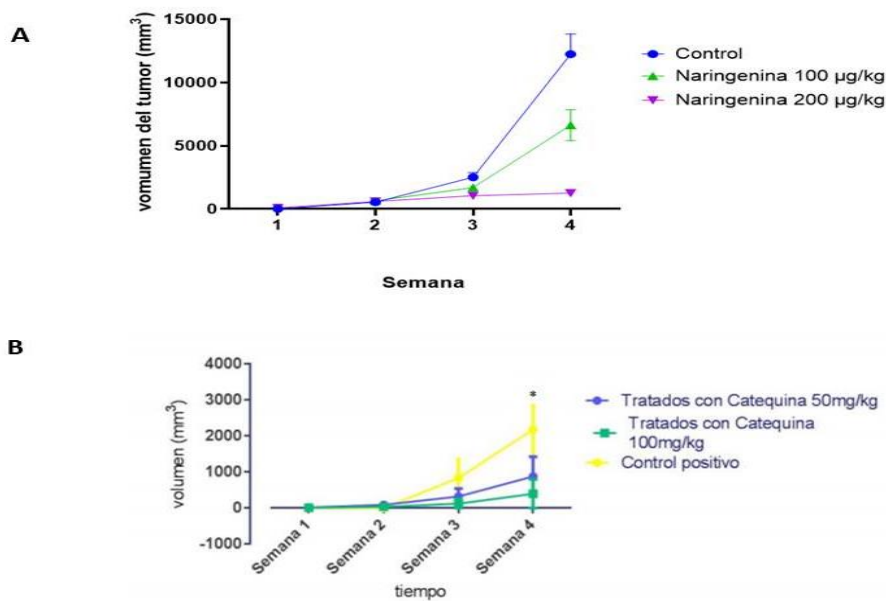 A
vomumen del tumor (mm³)
15000
10000
5000
0
1
2
3
4
Semana
Control
Naringenina 100 µg/kg
Naringenina 200 µg/kg
B
volumen (mm³)
4000
3000
2000
1000
0
-1000
*
Semana 1
Semana 2
Semana 3
Semana 4
tiempo
Tratados con Catequina 50mg/kg
Tratados con Catequina
100mg/kg
Control positivo